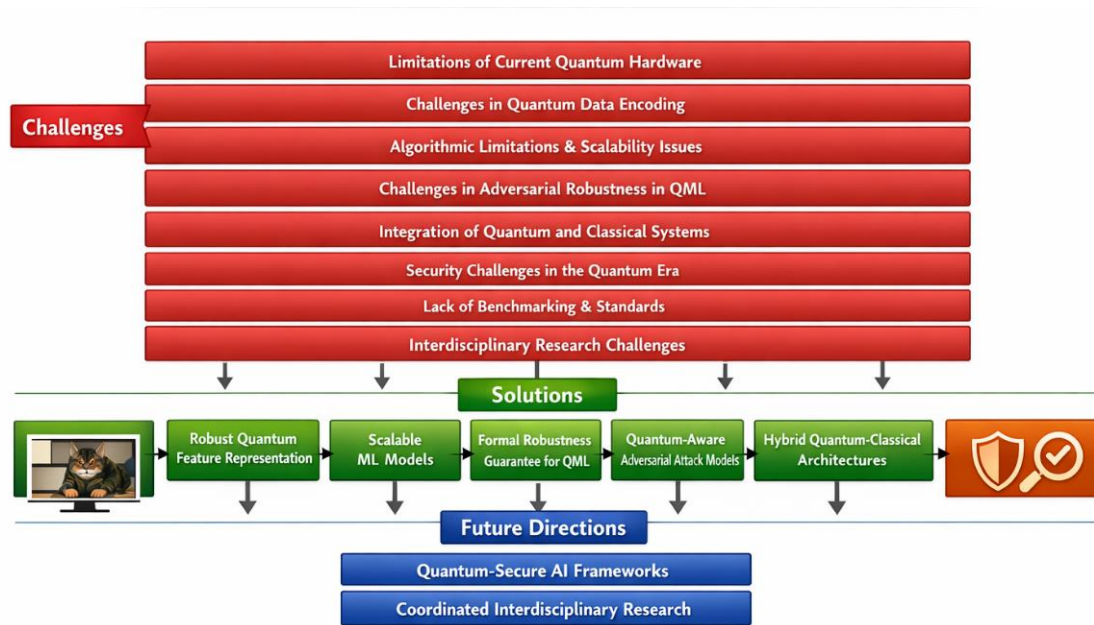 Limitations of Current Quantum Hardware
Challenges in Quantum Data Encoding
Challenges
Algorithmic Limitations & Scalability Issues
Challenges in Adversarial Robustness in QML
Integration of Quantum and Classical Systems
Security Challenges in the Quantum Era
Lack of Benchmarking & Standards
Interdisciplinary Research Challenges
Solutions
Robust Quantum
Feature Representation
Scalable
ML Models
Formal Robustness
Guarantee for QML
Quantum-Aware
Adversarial Attack Models
Hybrid Quantum-Classical
Architectures
Future Directions
Quantum-Secure AI Frameworks
Coordinated Interdisciplinary Research